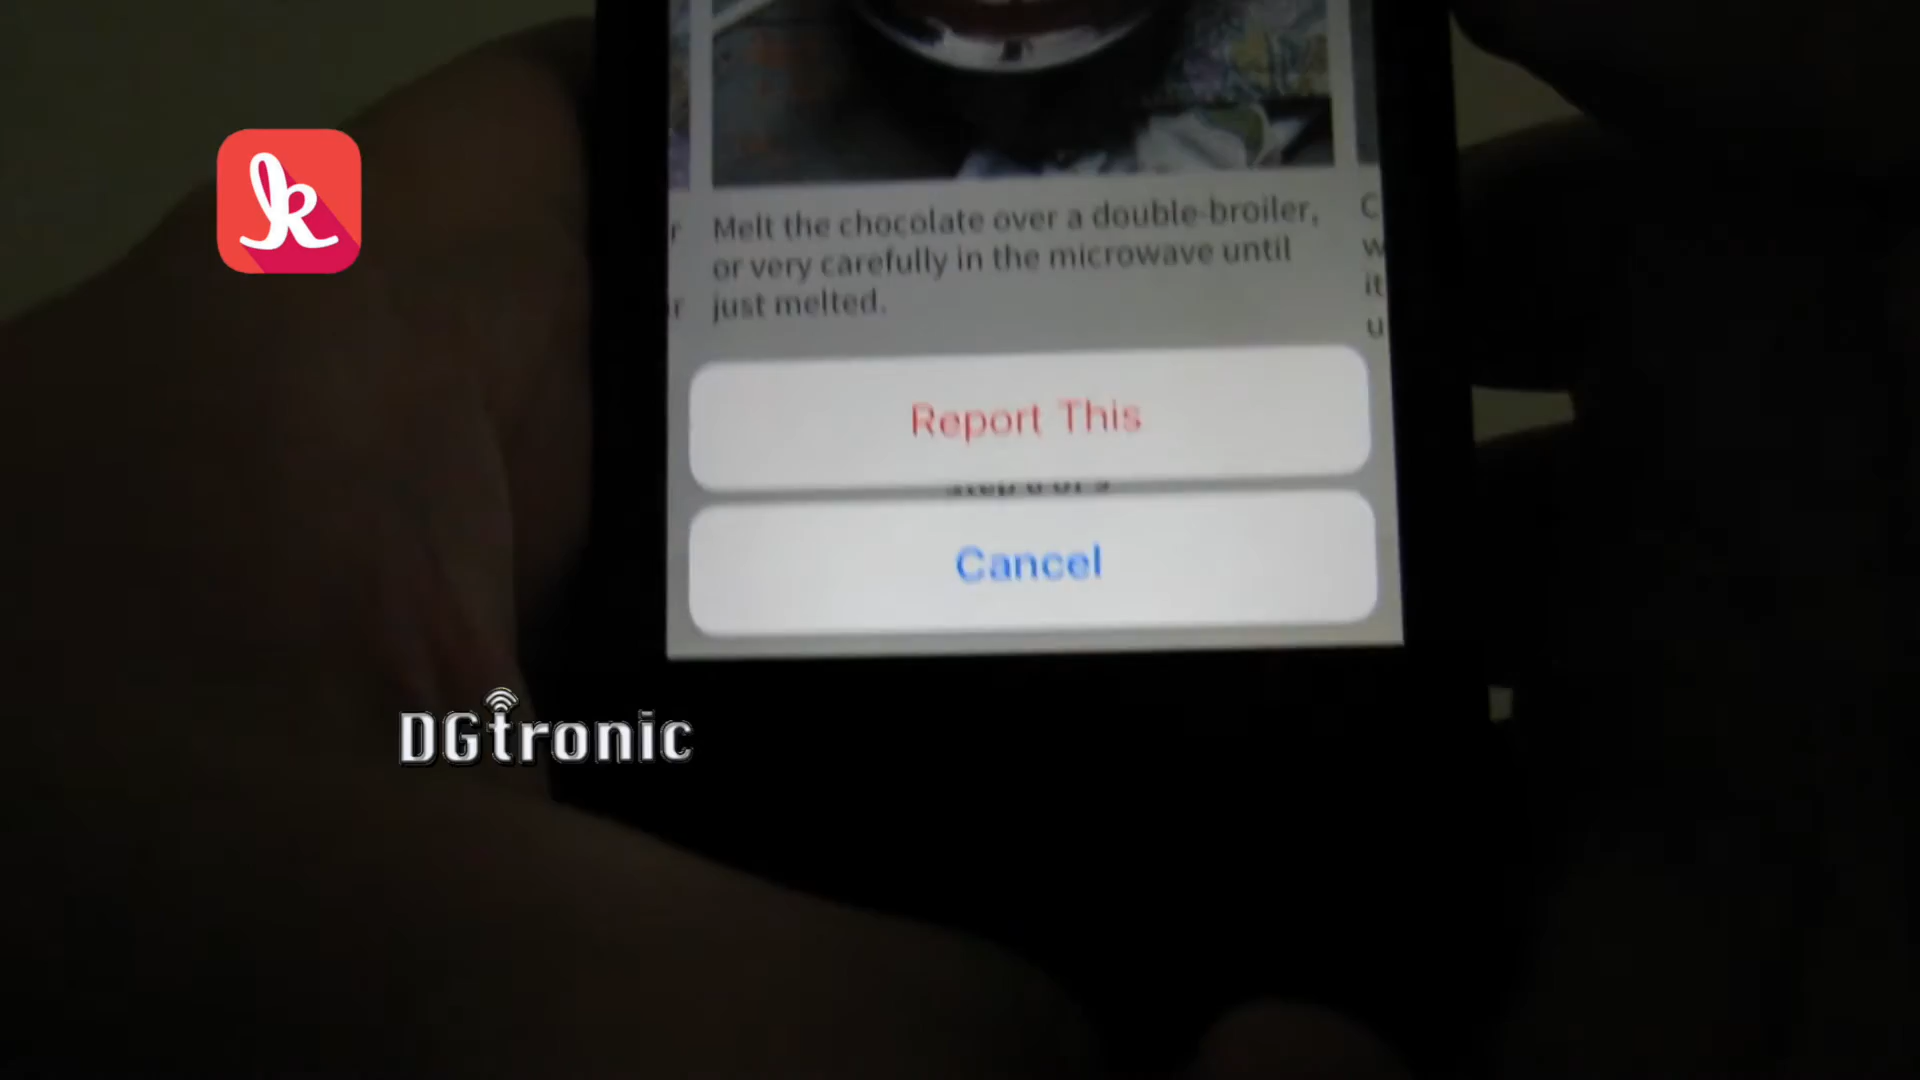 k
Melt the chocolate over a double-broiler,
or very carefully in the microwave until
just melted.
r
r
C
w
it
u
Report This
Cancel
DGtronic